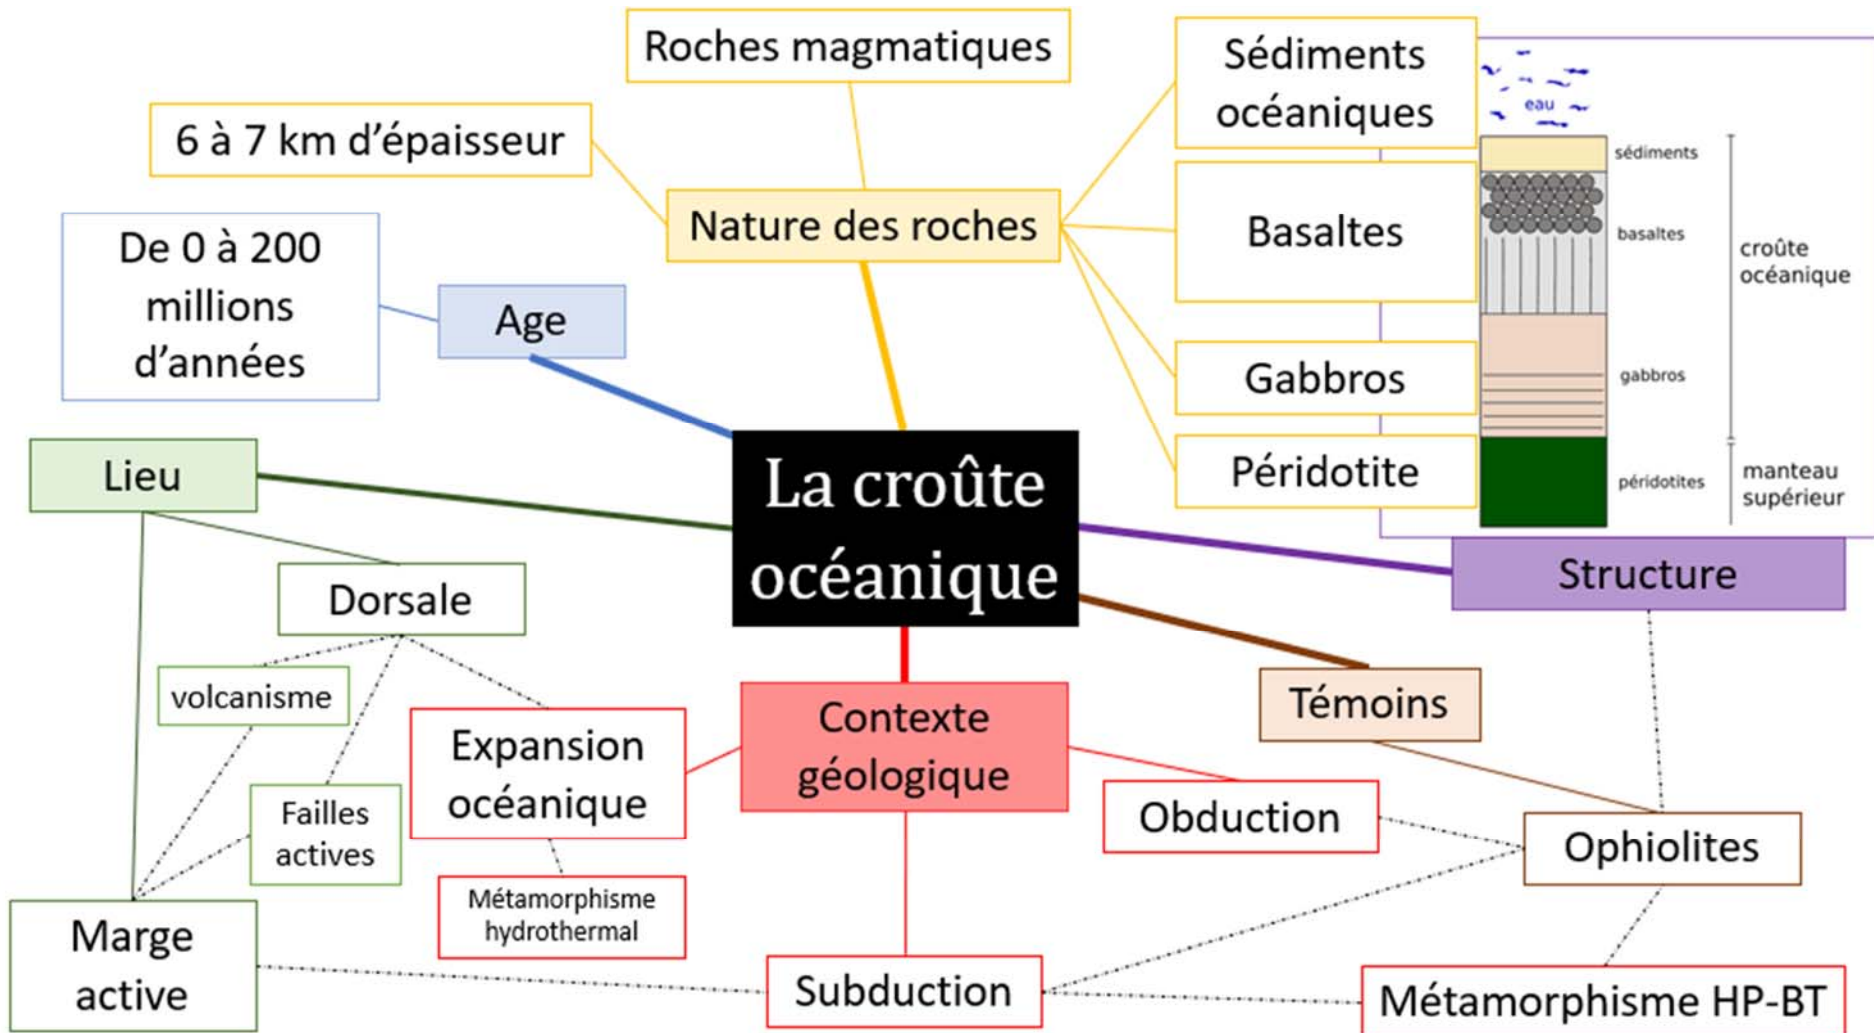 Roches magmatiques
Sédiments
océaniques
eau
6 à 7 km d'épaisseur
sédiments
Nature des roches
Basaltes
basaltes
croûte
océanique
De 0 à 200
millions
d'années
Age
Gabbros
gabbros
Lieu
La croûte
océanique
Péridotite
péridotites
manteau
supérieur
Structure
Dorsale
volcanisme
Témoins
Expansion
océanique
Contexte
géologique
Failles
actives
Obduction
Ophiolites
Métamorphisme
hydrothermal
Marge
active
Subduction
Métamorphisme HP-BT